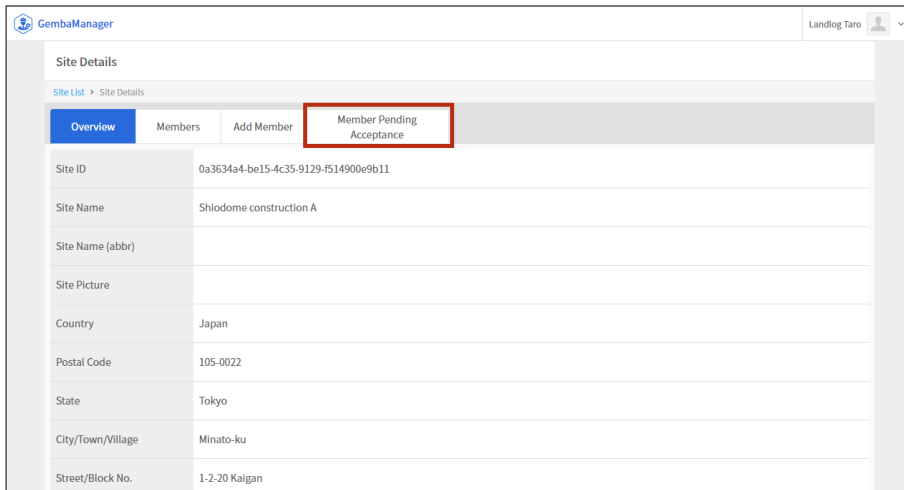 GembaManager
Landlog Taro
Site Details
Site List > Site Details
Overview
Members
Add Member
Member Pending
Acceptance
Site ID 0a3634a4-be15-4c35-9129-f514900e9b11
Site Name Shiodome construction A
Site Name (abbr)
Site Picture
Country Japan
Postal Code 105-0022
State Tokyo
City/Town/Village Minato-ku
Street/Block No. 1-2-20 Kaigan